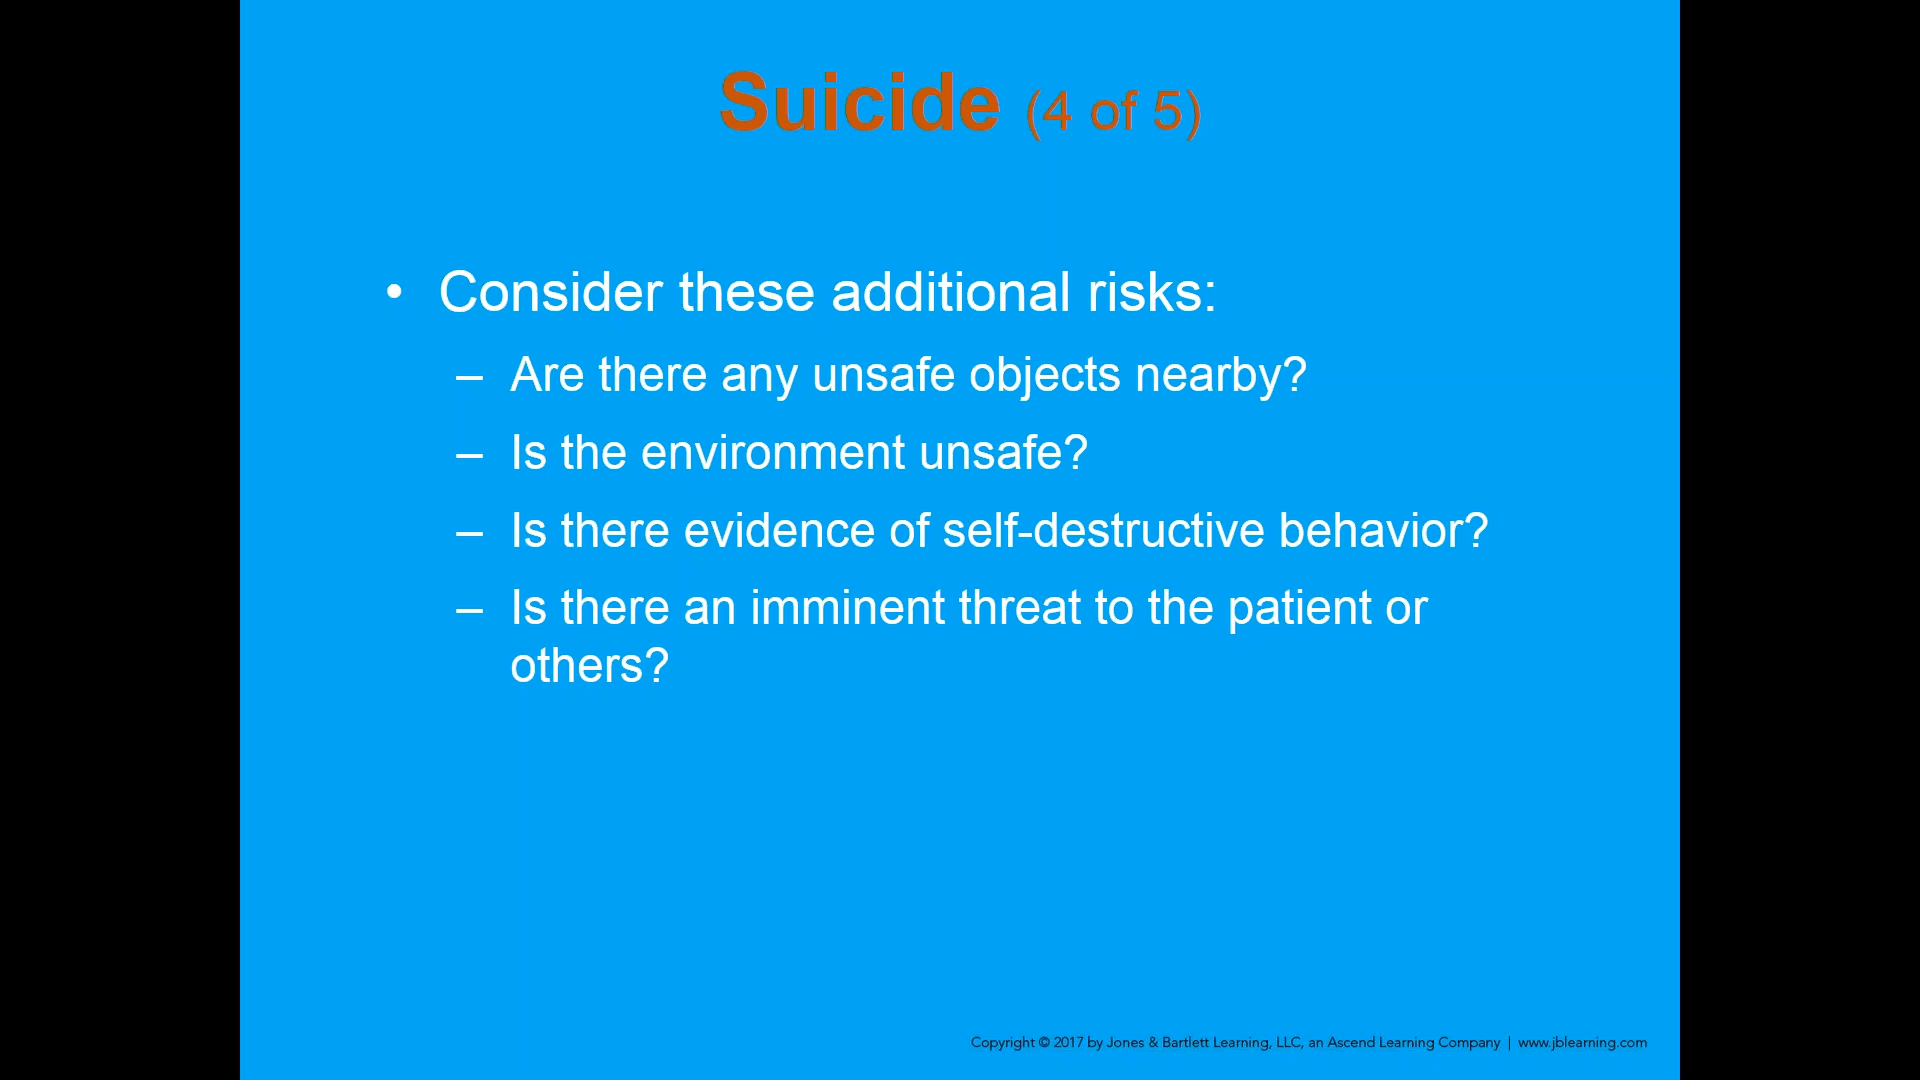 Suicide (4 of 5)
• Consider these additional risks:
– Are there any unsafe objects nearby?
– Is the environment unsafe?
– Is there evidence of self-destructive behavior?
– Is there an imminent threat to the patient or
others?
Copyright © 2017 by Jones & Bartlett Learning, LLC, an Ascend Learning Company | www.jblearning.com